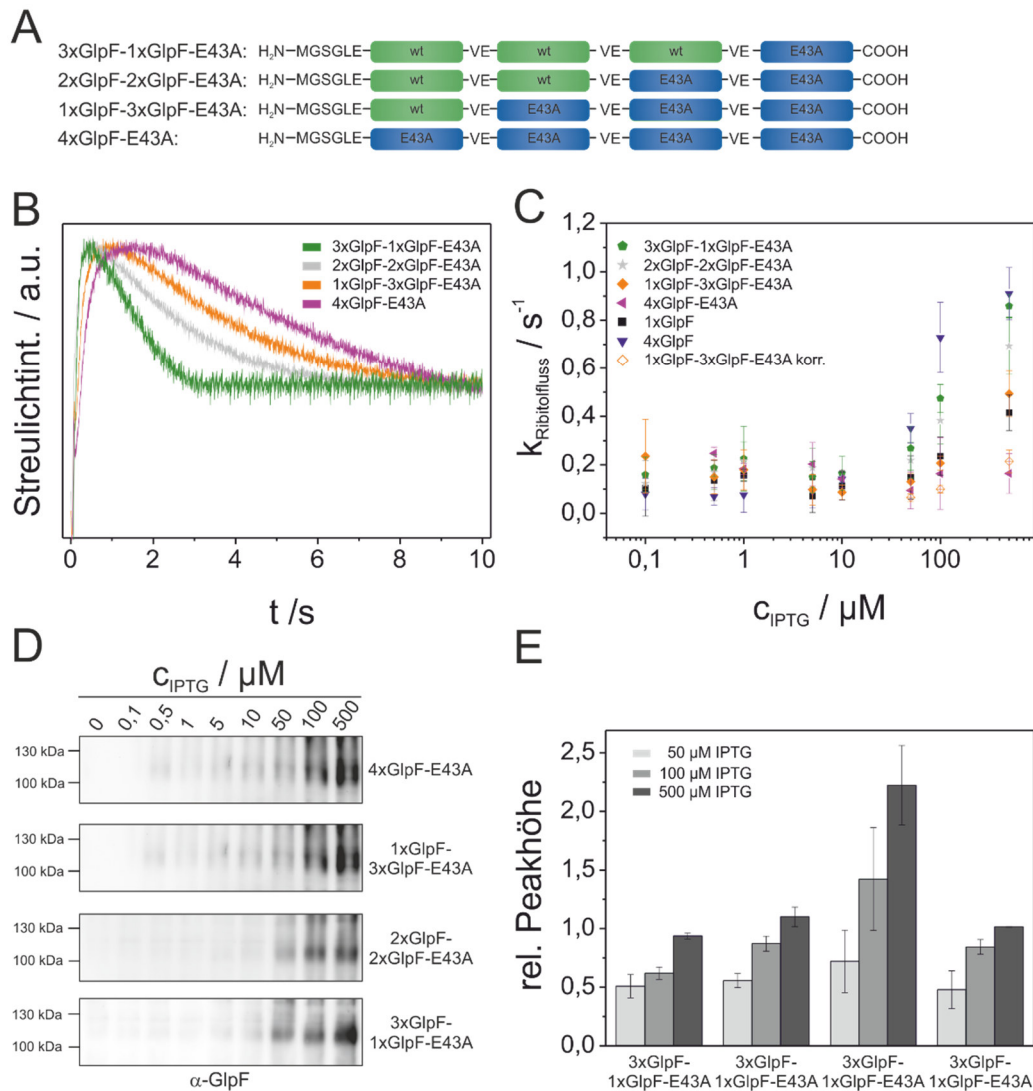 A
3xGlpF-1xGlpF-E43A: H₂N–MGSGLE– wt –VE– wt –VE– wt –VE– E43A –COOH
2xGlpF-2xGlpF-E43A: H₂N–MGSGLE– wt –VE– wt –VE– E43A –VE– E43A –COOH
1xGlpF-3xGlpF-E43A: H₂N–MGSGLE– wt –VE– E43A –VE– E43A –VE– E43A –COOH
4xGlpF-E43A: H₂N–MGSGLE– E43A –VE– E43A –VE– E43A –VE– E43A –COOH
B
Streulichtint. / a.u.
3xGlpF-1xGlpF-E43A
2xGlpF-2xGlpF-E43A
1xGlpF-3xGlpF-E43A
4xGlpF-E43A
0 2 4 6 8 10
t /s
C
k Ribitolfluss / s⁻¹
1,2
1,0
0,8
0,6
0,4
0,2
0,0
3xGlpF-1xGlpF-E43A
2xGlpF-2xGlpF-E43A
1xGlpF-3xGlpF-E43A
4xGlpF-E43A
1xGlpF
4xGlpF
1xGlpF-3xGlpF-E43A korr.
0,1 1 10 100
c IPTG / µM
D
c IPTG / µM
0 0,1 0,5 1 5 10 50 100 500
130 kDa
100 kDa
4xGlpF-E43A
130 kDa
100 kDa
1xGlpF-
3xGlpF-E43A
130 kDa
100 kDa
2xGlpF-
2xGlpF-E43A
130 kDa
100 kDa
3xGlpF-
1xGlpF-E43A
α-GlpF
E
rel. Peakhöhe
2,5
2,0
1,5
1,0
0,5
0,0
50 µM IPTG
100 µM IPTG
500 µM IPTG
3xGlpF- 3xGlpF- 3xGlpF- 3xGlpF-
1xGlpF-E43A 1xGlpF-E43A 1xGlpF-E43A 1xGlpF-E43A